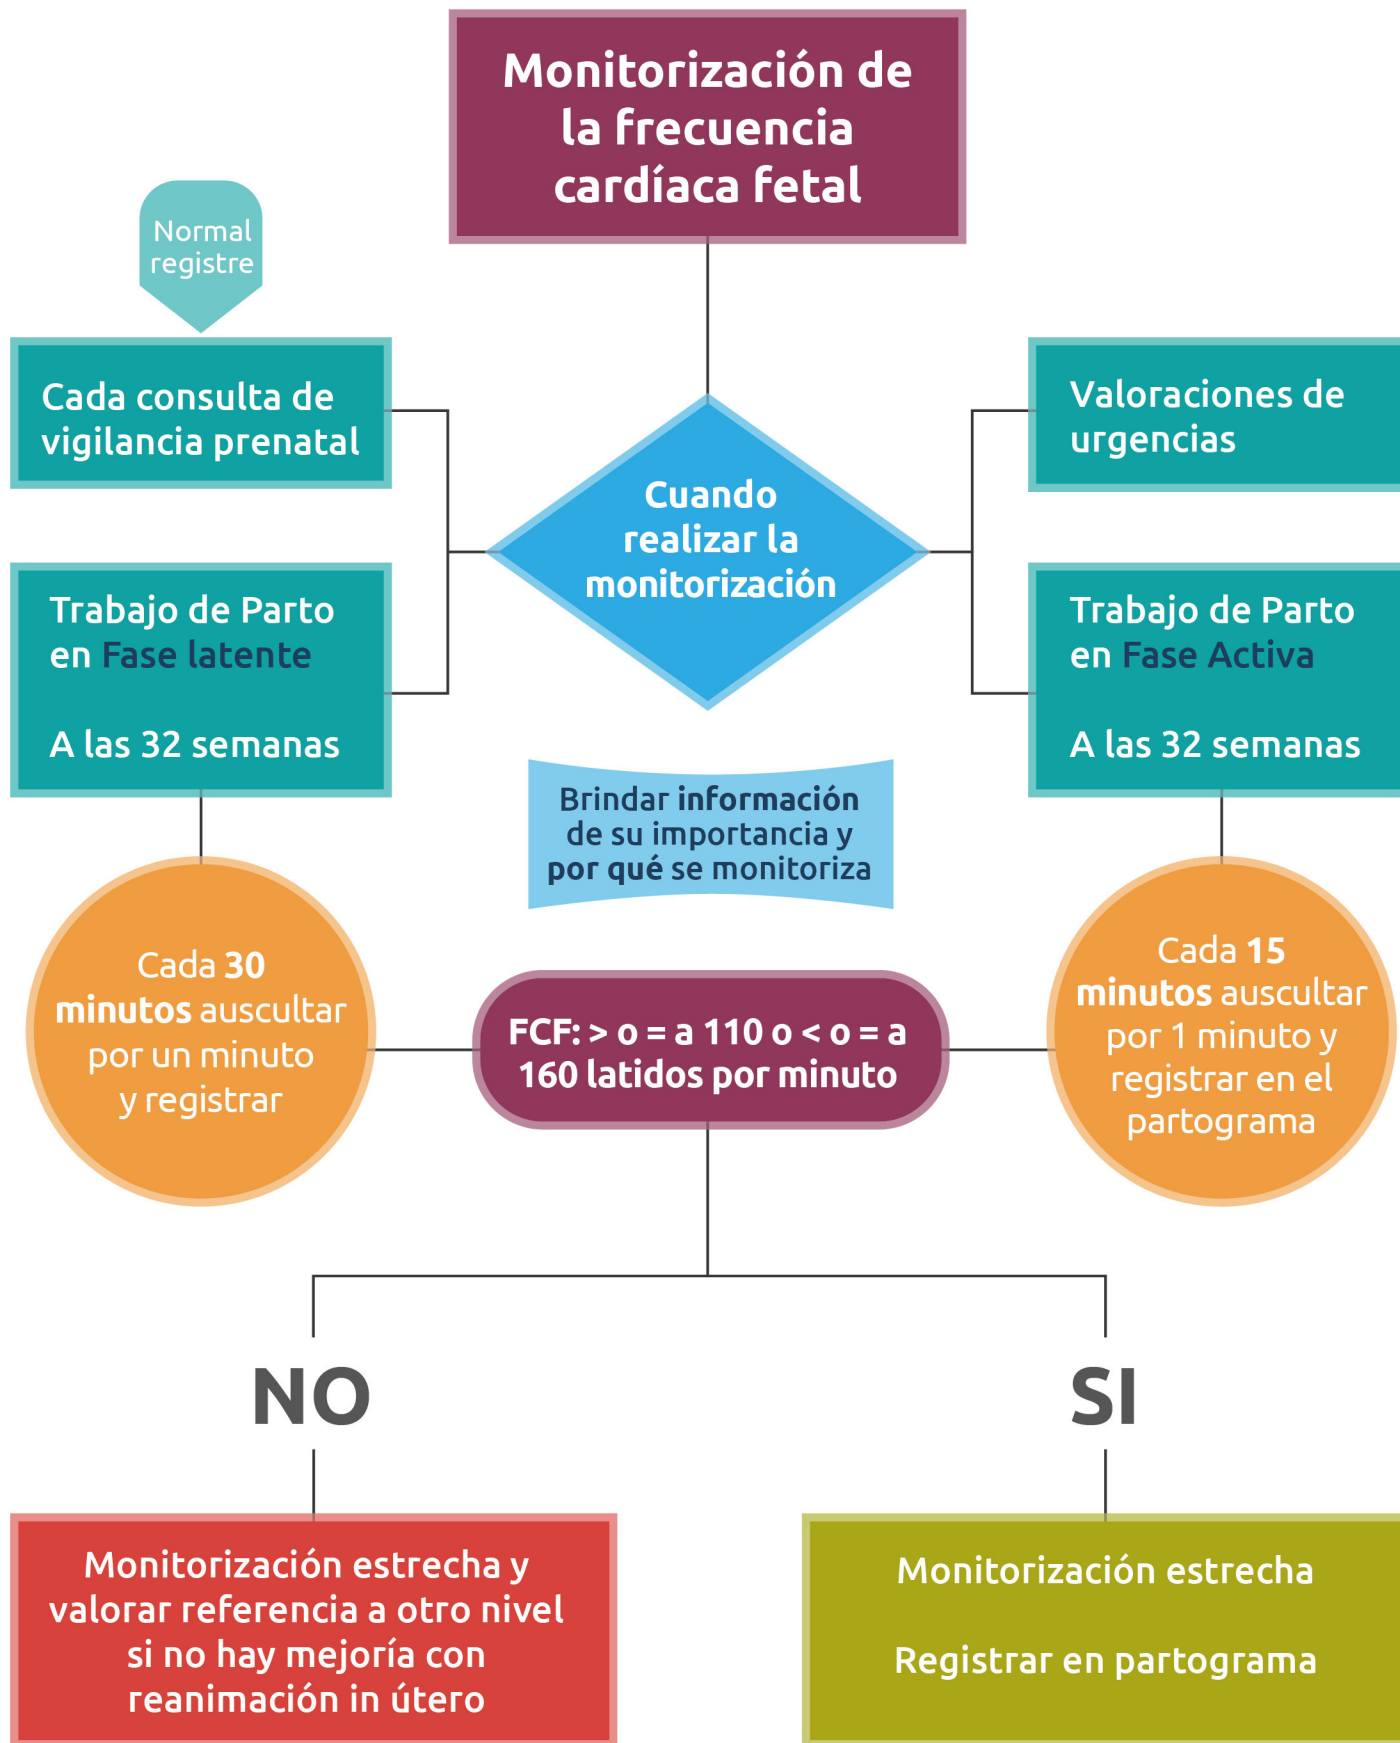 Monitorización de
la frecuencia
cardíaca fetal
Normal
registre
Cada consulta de
vigilancia prenatal
Valoraciones de
urgencias
Cuando
realizar la
monitorización
Trabajo de Parto
en Fase latente
A las 32 semanas
Trabajo de Parto
en Fase Activa
A las 32 semanas
Brindar información
de su importancia y
por qué se monitoriza
Cada 30
minutos auscultar
por un minuto
y registrar
FCF: > o = a 110 o < o = a
160 latidos por minuto
Cada 15
minutos auscultar
por 1 minuto y
registrar en el
partograma
NO
SI
Monitorización estrecha y
valorar referencia a otro nivel
si no hay mejoría con
reanimación in útero
Monitorización estrecha
Registrar en partograma